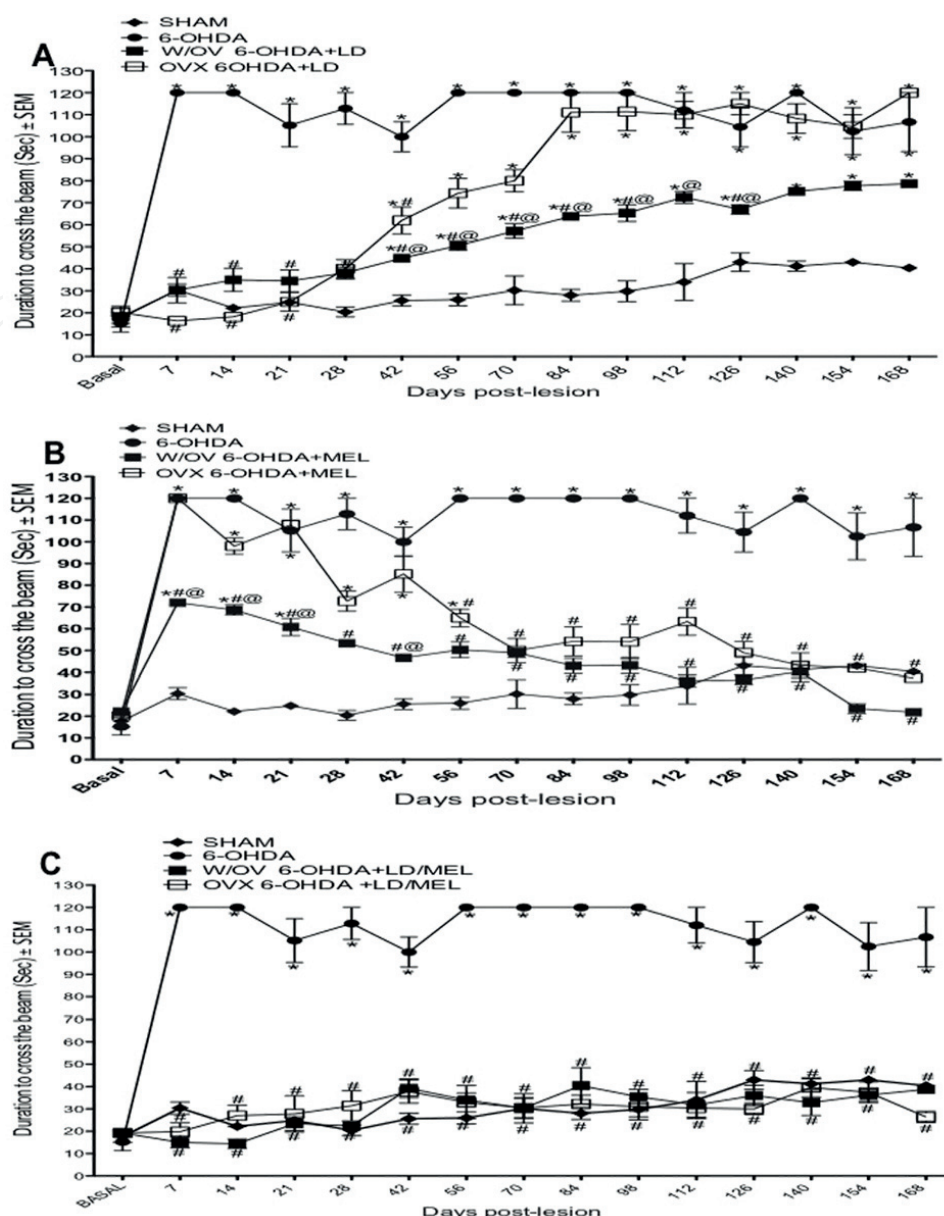 SHAM
6-OHDA
W/OV 6-OHDA+LD
OVX 6OHDA+LD
A
Duration to cross the beam (Sec) ± SEM
130
120
110
100
90
80
70
60
50
40
30
20
10
0
* * * * * * * * * * * * * *
*# * *
* * * * * * *
# # # # *#@ *#@ *#@ *#@ *#@ *@ *#@ * * *
# # #
Basal 7 14 21 28 42 56 70 84 98 112 126 140 154 168
Days post-lesion
SHAM
6-OHDA
W/OV 6-OHDA+MEL
OVX 6-OHDA+MEL
B
Duration to cross the beam (Sec) ± SEM
130
120
110
100
90
80
70
60
50
40
30
20
10
0
* * * * * * * * * * * * * *
* * * * *#
*#@ *#@ *#@ # #@ # # # # # # #
# # # # # # # #
Basal 7 14 21 28 42 56 70 84 98 112 126 140 154 168
Days post-lesion
SHAM
6-OHDA
W/OV 6-OHDA+LD/MEL
OVX 6-OHDA +LD/MEL
C
Duration to cross the beam (Sec) ± SEM
130
120
110
100
90
80
70
60
50
40
30
20
10
0
* * * * * * * * * * * * * *
# # # # # # # # # # # # #
# # # # # # # # # # # # #
BASAL 7 14 21 28 42 56 70 84 98 112 126 140 154 168
Days post-lesion